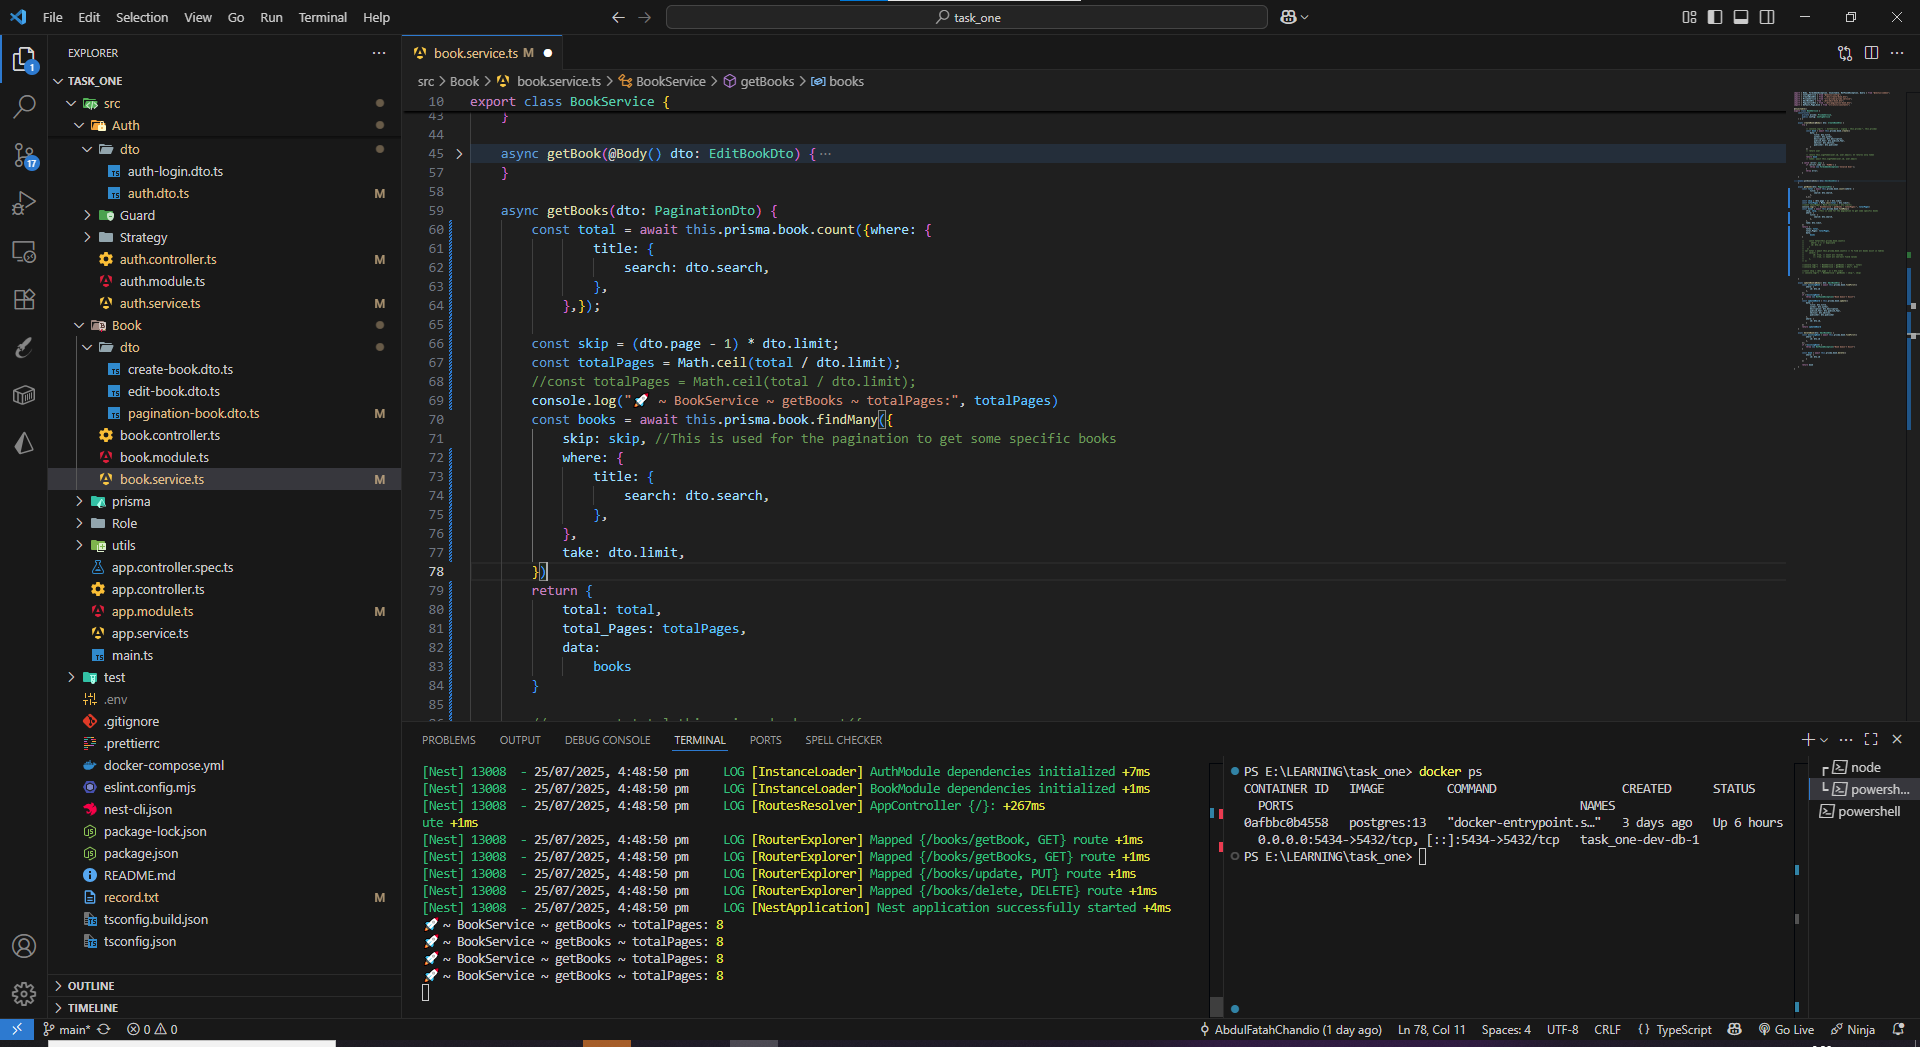 File Edit Selection View Go Run Terminal Help
task_one
EXPLORER
TASK_ONE
src
Auth
dto
auth-login.dto.ts
auth.dto.ts M
Guard
Strategy
auth.controller.ts M
auth.module.ts
auth.service.ts M
Book
dto
create-book.dto.ts
edit-book.dto.ts
pagination-book.dto.ts M
book.controller.ts
book.module.ts
book.service.ts M
prisma
Role
utils
app.controller.spec.ts
app.controller.ts
app.module.ts M
app.service.ts
main.ts
test
.env
.gitignore
.prettierrc
docker-compose.yml
eslint.config.mjs
nest-cli.json
package-lock.json
package.json
README.md
record.txt M
tsconfig.build.json
tsconfig.json
OUTLINE
TIMELINE
1
17
book.service.ts M
src > Book > book.service.ts > BookService > getBooks > books
10 export class BookService {
43 }
44
45 async getBook(@Body() dto: EditBookDto) {···
57 }
58
59 async getBooks(dto: PaginationDto) {
60 const total = await this.prisma.book.count({where: {
61 title: {
62 search: dto.search,
63 },
64 },});
65
66 const skip = (dto.page - 1) * dto.limit;
67 const totalPages = Math.ceil(total / dto.limit);
68 //const totalPages = Math.ceil(total / dto.limit);
69 console.log("🚀 ~ BookService ~ getBooks ~ totalPages:", totalPages)
70 const books = await this.prisma.book.findMany({
71 skip: skip, //This is used for the pagination to get some specific books
72 where: {
73 title: {
74 search: dto.search,
75 },
76 },
77 take: dto.limit,
78 })
79 return {
80 total: total,
81 total_Pages: totalPages,
82 data:
83 books
84 }
85
PROBLEMS OUTPUT DEBUG CONSOLE TERMINAL PORTS SPELL CHECKER
[Nest] 13008 - 25/07/2025, 4:48:50 pm LOG [InstanceLoader] AuthModule dependencies initialized +7ms
[Nest] 13008 - 25/07/2025, 4:48:50 pm LOG [InstanceLoader] BookModule dependencies initialized +1ms
[Nest] 13008 - 25/07/2025, 4:48:50 pm LOG [RoutesResolver] AppController {/}: +267ms
ute +1ms
[Nest] 13008 - 25/07/2025, 4:48:50 pm LOG [RouterExplorer] Mapped {/books/getBook, GET} route +1ms
[Nest] 13008 - 25/07/2025, 4:48:50 pm LOG [RouterExplorer] Mapped {/books/getBooks, GET} route +1ms
[Nest] 13008 - 25/07/2025, 4:48:50 pm LOG [RouterExplorer] Mapped {/books/update, PUT} route +1ms
[Nest] 13008 - 25/07/2025, 4:48:50 pm LOG [RouterExplorer] Mapped {/books/delete, DELETE} route +1ms
[Nest] 13008 - 25/07/2025, 4:48:50 pm LOG [NestApplication] Nest application successfully started +4ms
🚀 ~ BookService ~ getBooks ~ totalPages: 8
🚀 ~ BookService ~ getBooks ~ totalPages: 8
🚀 ~ BookService ~ getBooks ~ totalPages: 8
🚀 ~ BookService ~ getBooks ~ totalPages: 8
PS E:\LEARNING\task_one> docker ps
CONTAINER ID IMAGE COMMAND CREATED STATUS
PORTS NAMES
0afbbc0b4558 postgres:13 "docker-entrypoint.s…" 3 days ago Up 6 hours
0.0.0.0:5434->5432/tcp, [::]:5434->5432/tcp task_one-dev-db-1
PS E:\LEARNING\task_one>
node
powersh...
powershell
main* 0 0
AbdulFatahChandio (1 day ago) Ln 78, Col 11 Spaces: 4 UTF-8 CRLF {} TypeScript Go Live Ninja